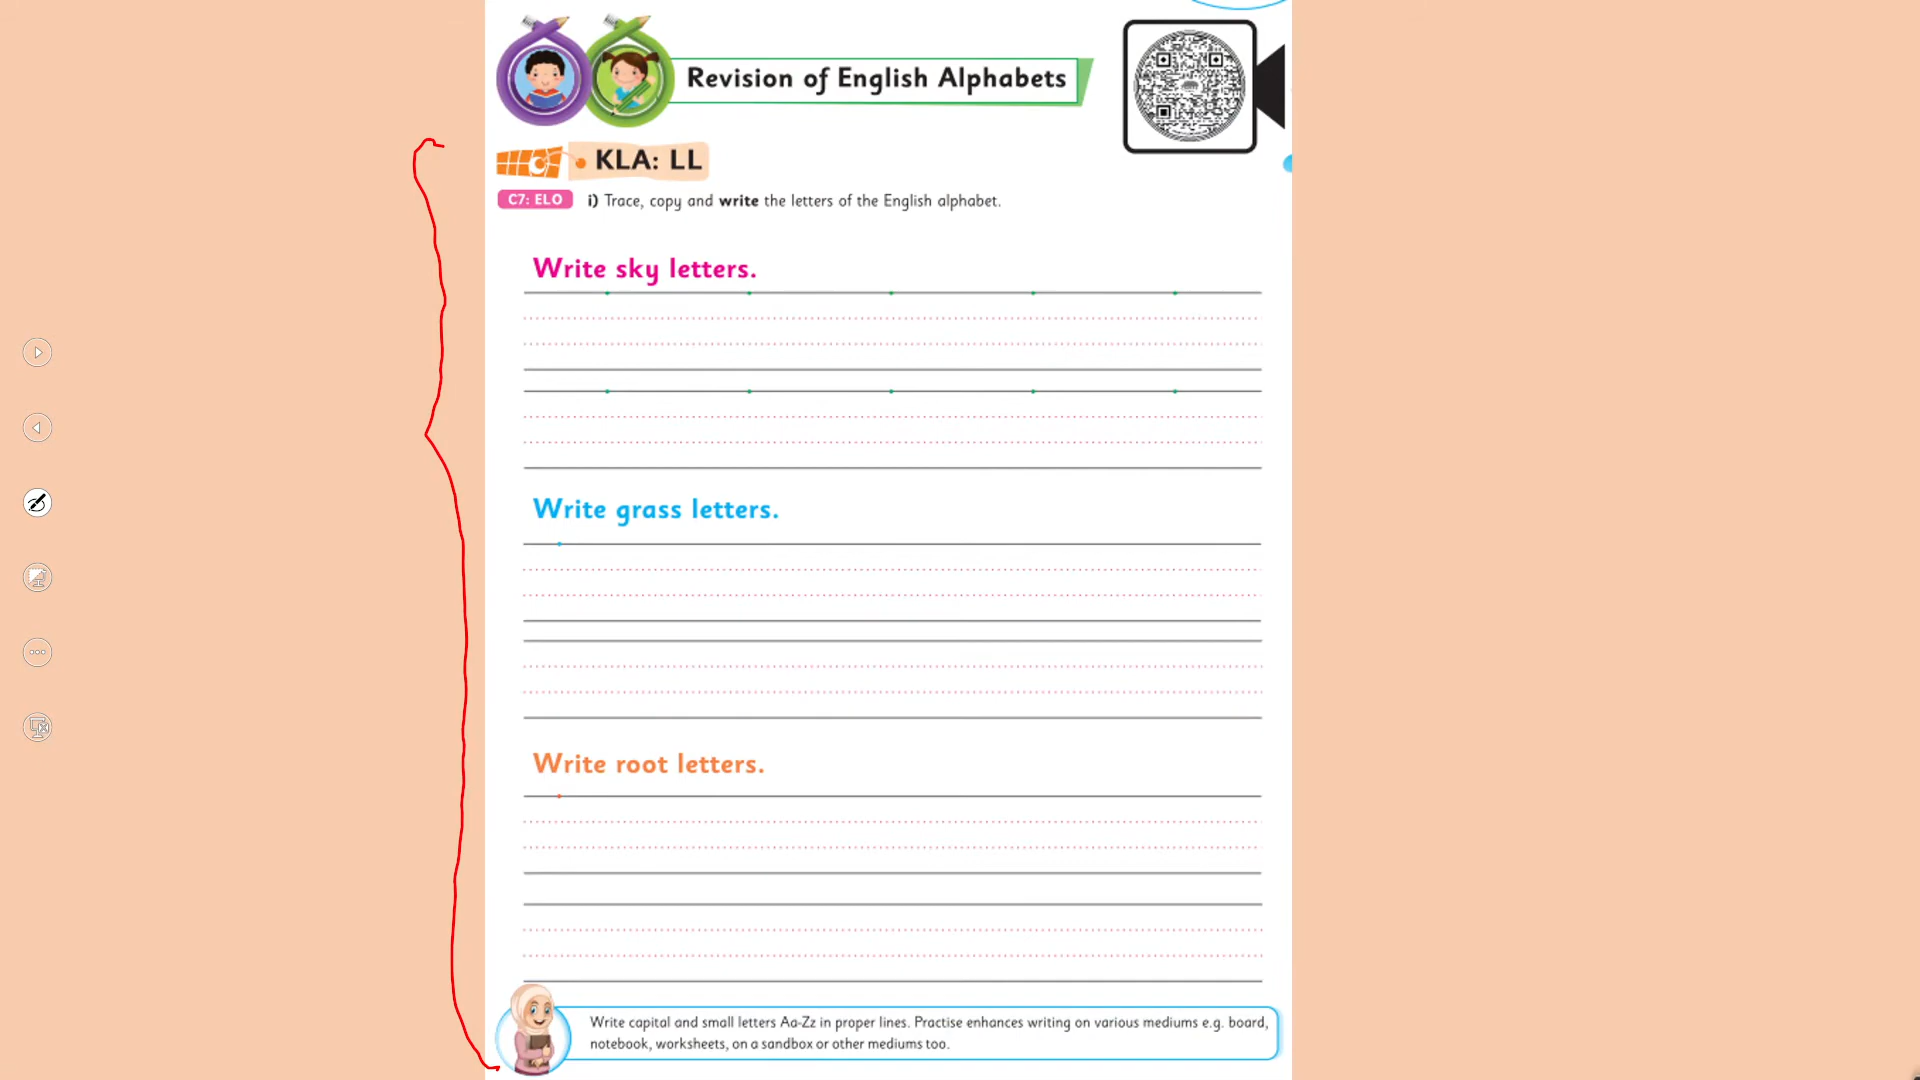 Revision of English Alphabets
KLA: LL
C7: ELO i) Trace, copy and write the letters of the English alphabet.
Write sky letters.
Write grass letters.
Write root letters.
Write capital and small letters Aa-Zz in proper lines. Practise enhances writing on various mediums e.g. board,
notebook, worksheets, on a sandbox or other mediums too.